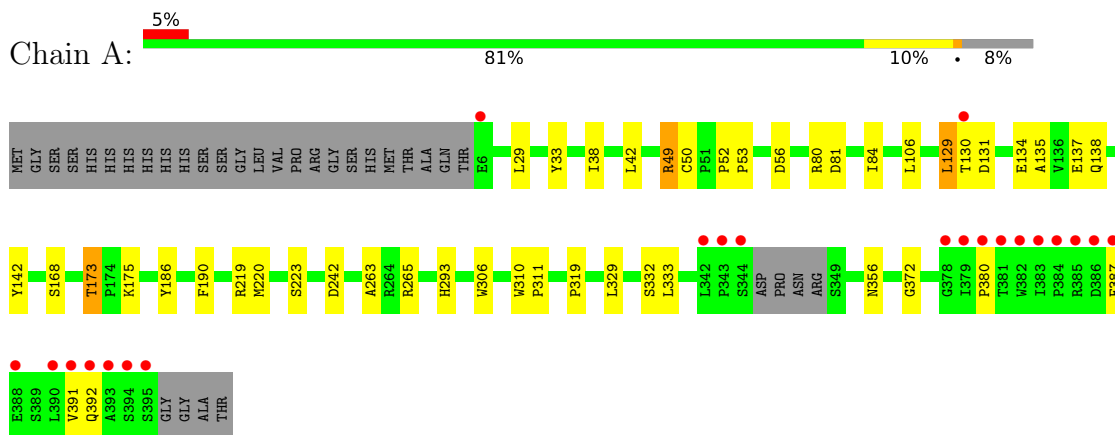 5%
Chain A:
81% 10% • 8%
MET GLY SER SER HIS HIS HIS HIS HIS HIS SER SER GLY LEU VAL PRO ARG GLY SER HIS MET THR ALA GLN THR E6 L29 Y33 I38 L42 R49 C50 P51 P52 P53 D56 R80 D81 I84 L106 L129 T130 D131 E134 A135 V136 E137 Q138
Y142 S168 T173 P174 K175 Y186 F190 R219 M220 S223 D242 A263 R264 R265 H293 W306 W310 P311 P319 L329 S332 L333 L342 P343 S344 ASP PRO ASN ARG S349 N356 G372 G378 I379 P380 T381 W382 I383 P384 R385 D386 E387
E388 S389 L390 V391 Q392 A393 S394 S395 GLY GLY ALA THR